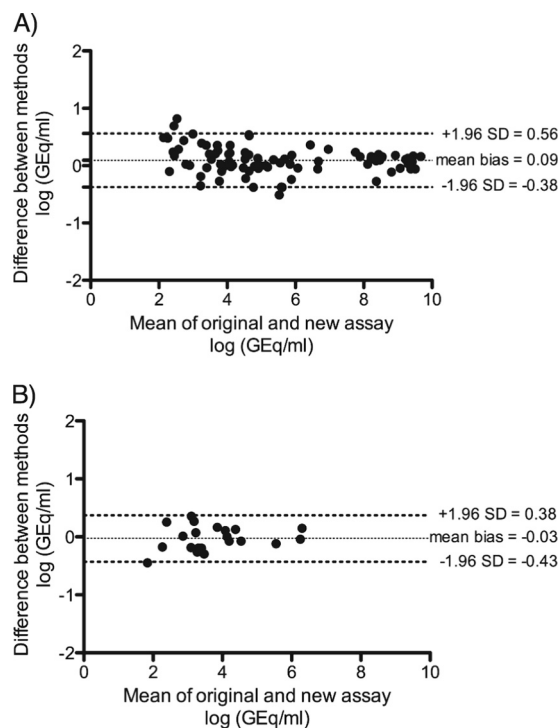 A)
2
1
0
-1
-2
Difference between methods
log (GEq/ml)
+1.96 SD = 0.56
mean bias = 0.09
-1.96 SD = -0.38
0 2 4 6 8 10
Mean of original and new assay
log (GEq/ml)
B)
2
1
0
-1
-2
Difference between methods
log (GEq/ml)
+1.96 SD = 0.38
mean bias = -0.03
-1.96 SD = -0.43
0 2 4 6 8 10
Mean of original and new assay
log (GEq/ml)